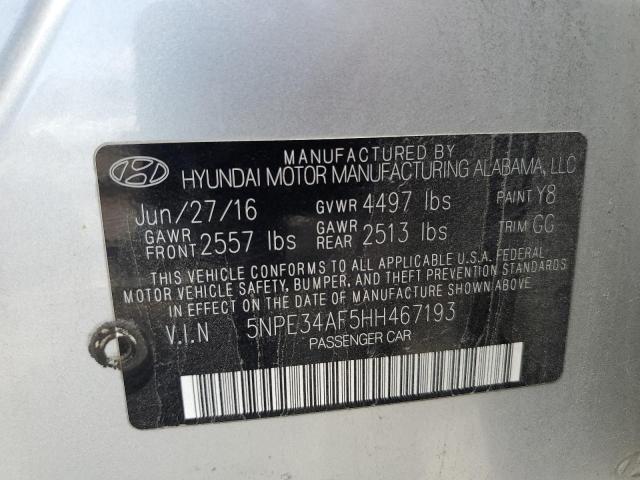 MANUFACTURED BY
HYUNDAI MOTOR MANUFACTURING ALABAMA, LLC
Jun/27/16 GVWR 4497 lbs PAINT Y8
GAWR FRONT 2557 lbs GAWR REAR 2513 lbs TRIM GG
THIS VEHICLE CONFORMS TO ALL APPLICABLE U.S.A. FEDERAL
MOTOR VEHICLE SAFETY, BUMPER, AND THEFT PREVENTION STANDARDS
IN EFFECT ON THE DATE OF MANUFACTURE SHOWN ABOVE.
V.I.N 5NPE34AF5HH467193
PASSENGER CAR